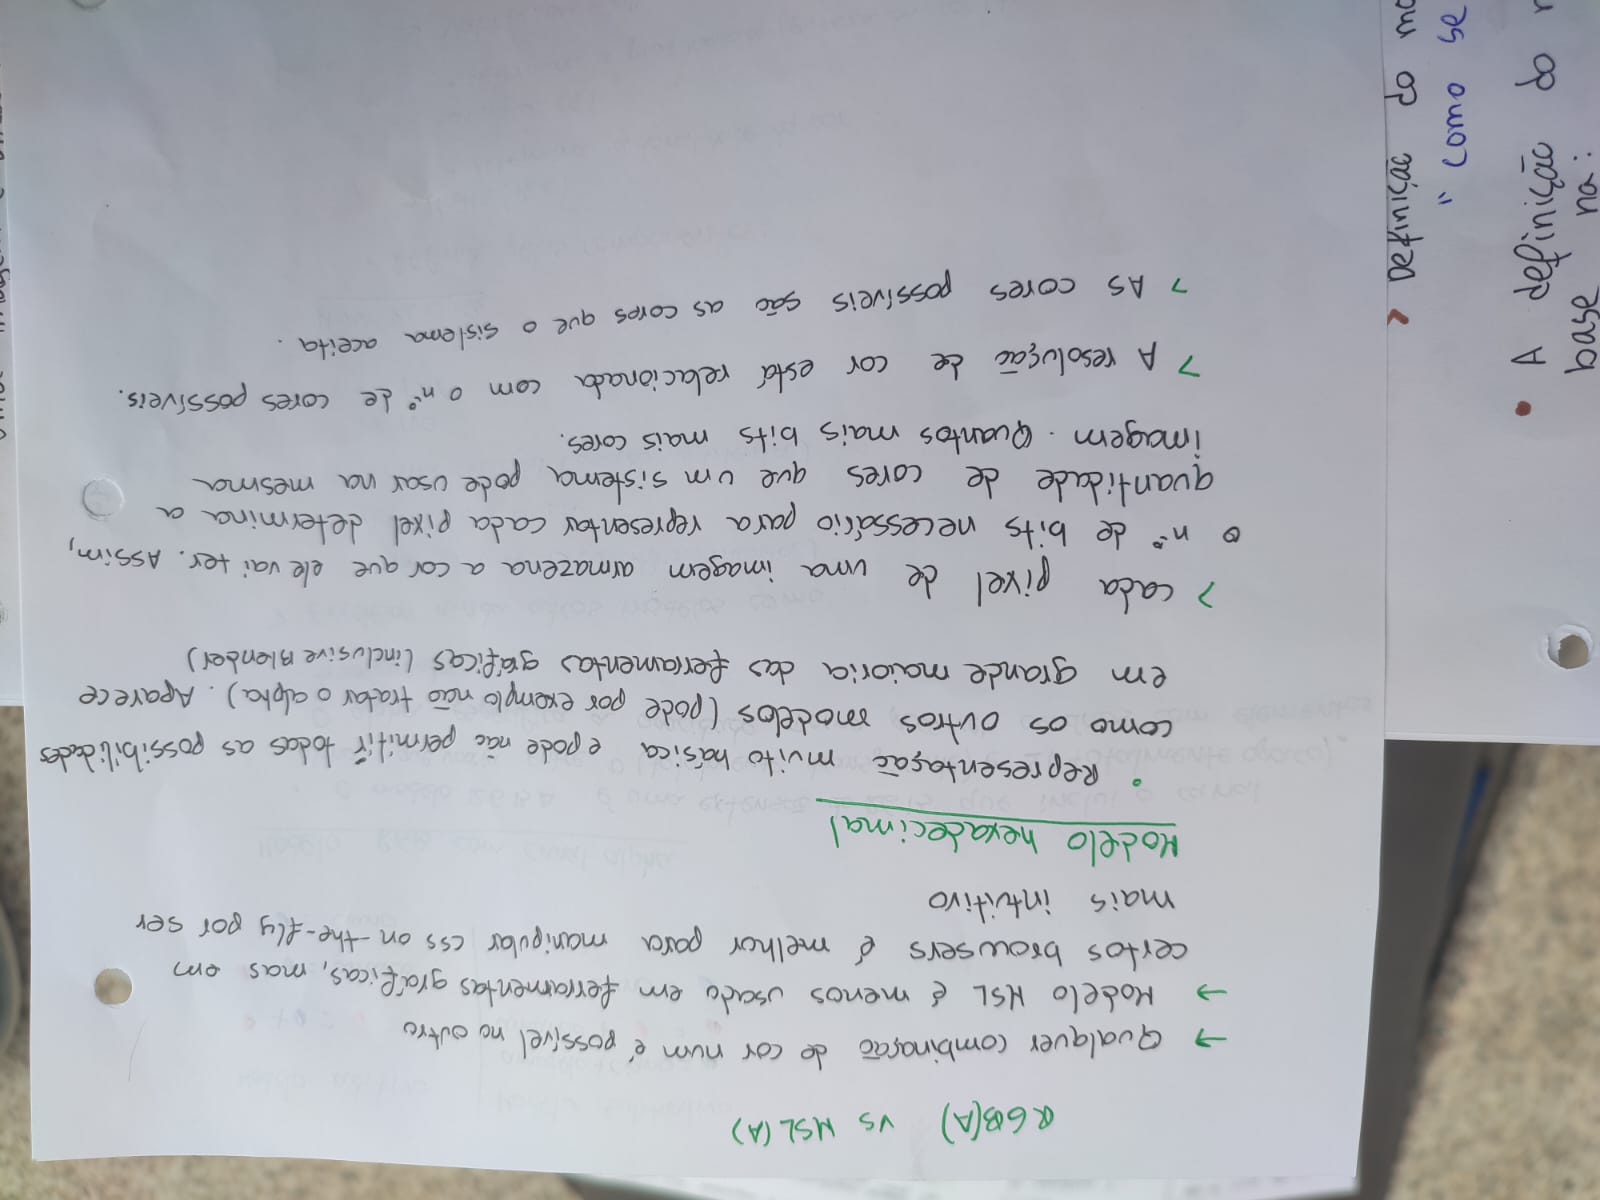 RGB(A) vs HSL(A)
→ Qualquer combinação de cor num é possível no outro
→ Modelo HSL é menos usado em ferramentas gráficas, mas em
certos browsers é melhor para manipular css on-the-fly por ser
mais intuitivo
Modelo hexadecimal
• Representação muito básica e pode não permitir todas as possibilidades
como os outros modelos (pode por exemplo não tratar o alpha). Aparece
em grande maioria das ferramentas gráficas (inclusive Blender)
> cada pixel de uma imagem armazena a cor que ele vai ter. Assim,
o n.º de bits necessário para representar cada pixel determina a
quantidade de cores que um sistema pode usar na mesma
imagem. Quantos mais bits mais cores.
> A resolução de cor está relacionada com o nº de cores possíveis.
> As cores possíveis são as cores que o sistema aceita.
> Definição do
" Como se
• A definição do
base na: